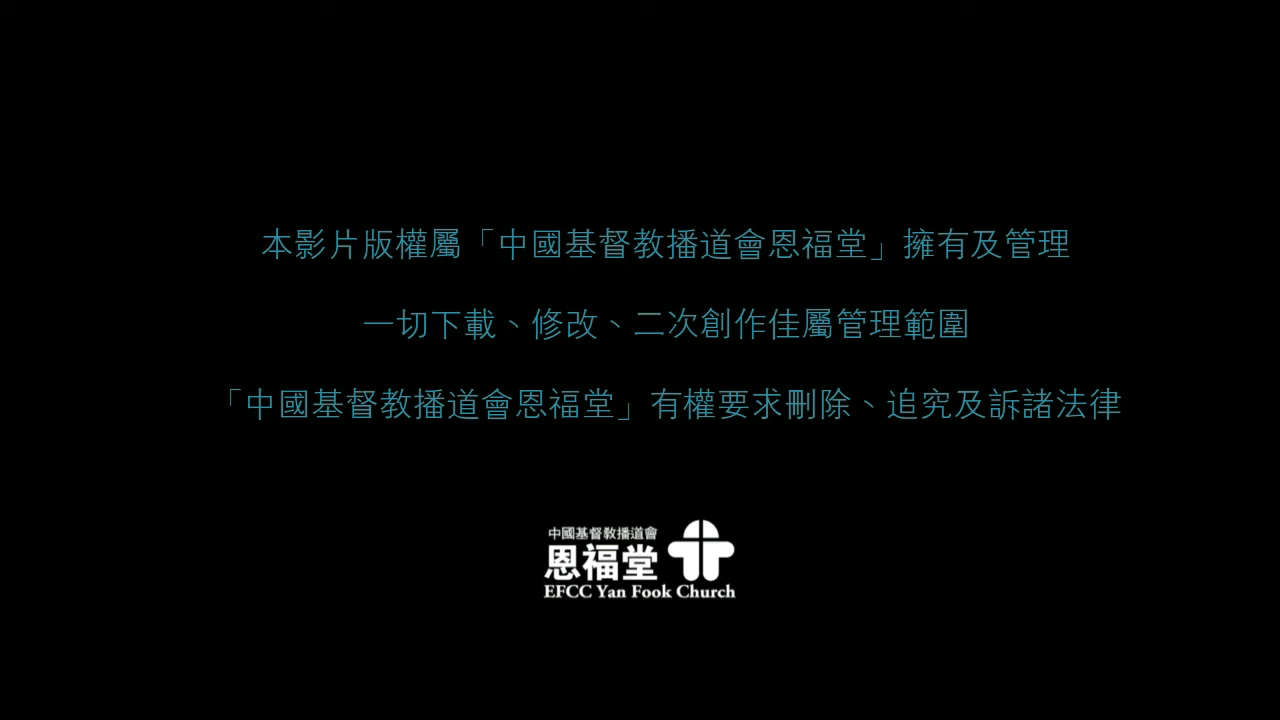 本影片版權屬「中國基督教播道會恩福堂」擁有及管理
一切下載、修改、二次創作佳屬管理範圍
「中國基督教播道會恩福堂」有權要求刪除、追究及訴諸法律
中國基督教播道會
恩福堂
EFCC Yan Fook Church